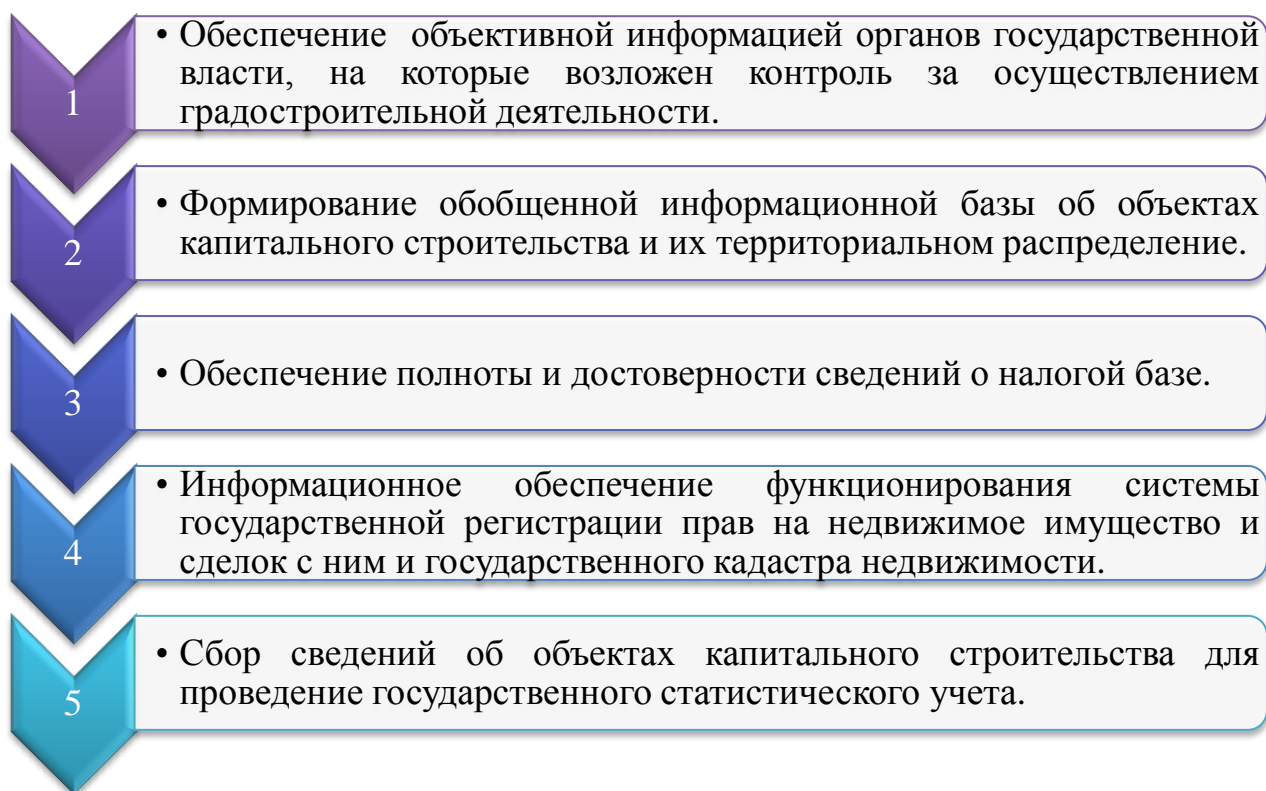 1
• Обеспечение объективной информацией органов государственной
власти, на которые возложен контроль за осуществлением
градостроительной деятельности.
2
• Формирование обобщенной информационной базы об объектах
капитального строительства и их территориальном распределение.
3
• Обеспечение полноты и достоверности сведений о налогой базе.
4
• Информационное обеспечение функционирования системы
государственной регистрации прав на недвижимое имущество и
сделок с ним и государственного кадастра недвижимости.
5
• Сбор сведений об объектах капитального строительства для
проведение государственного статистического учета.